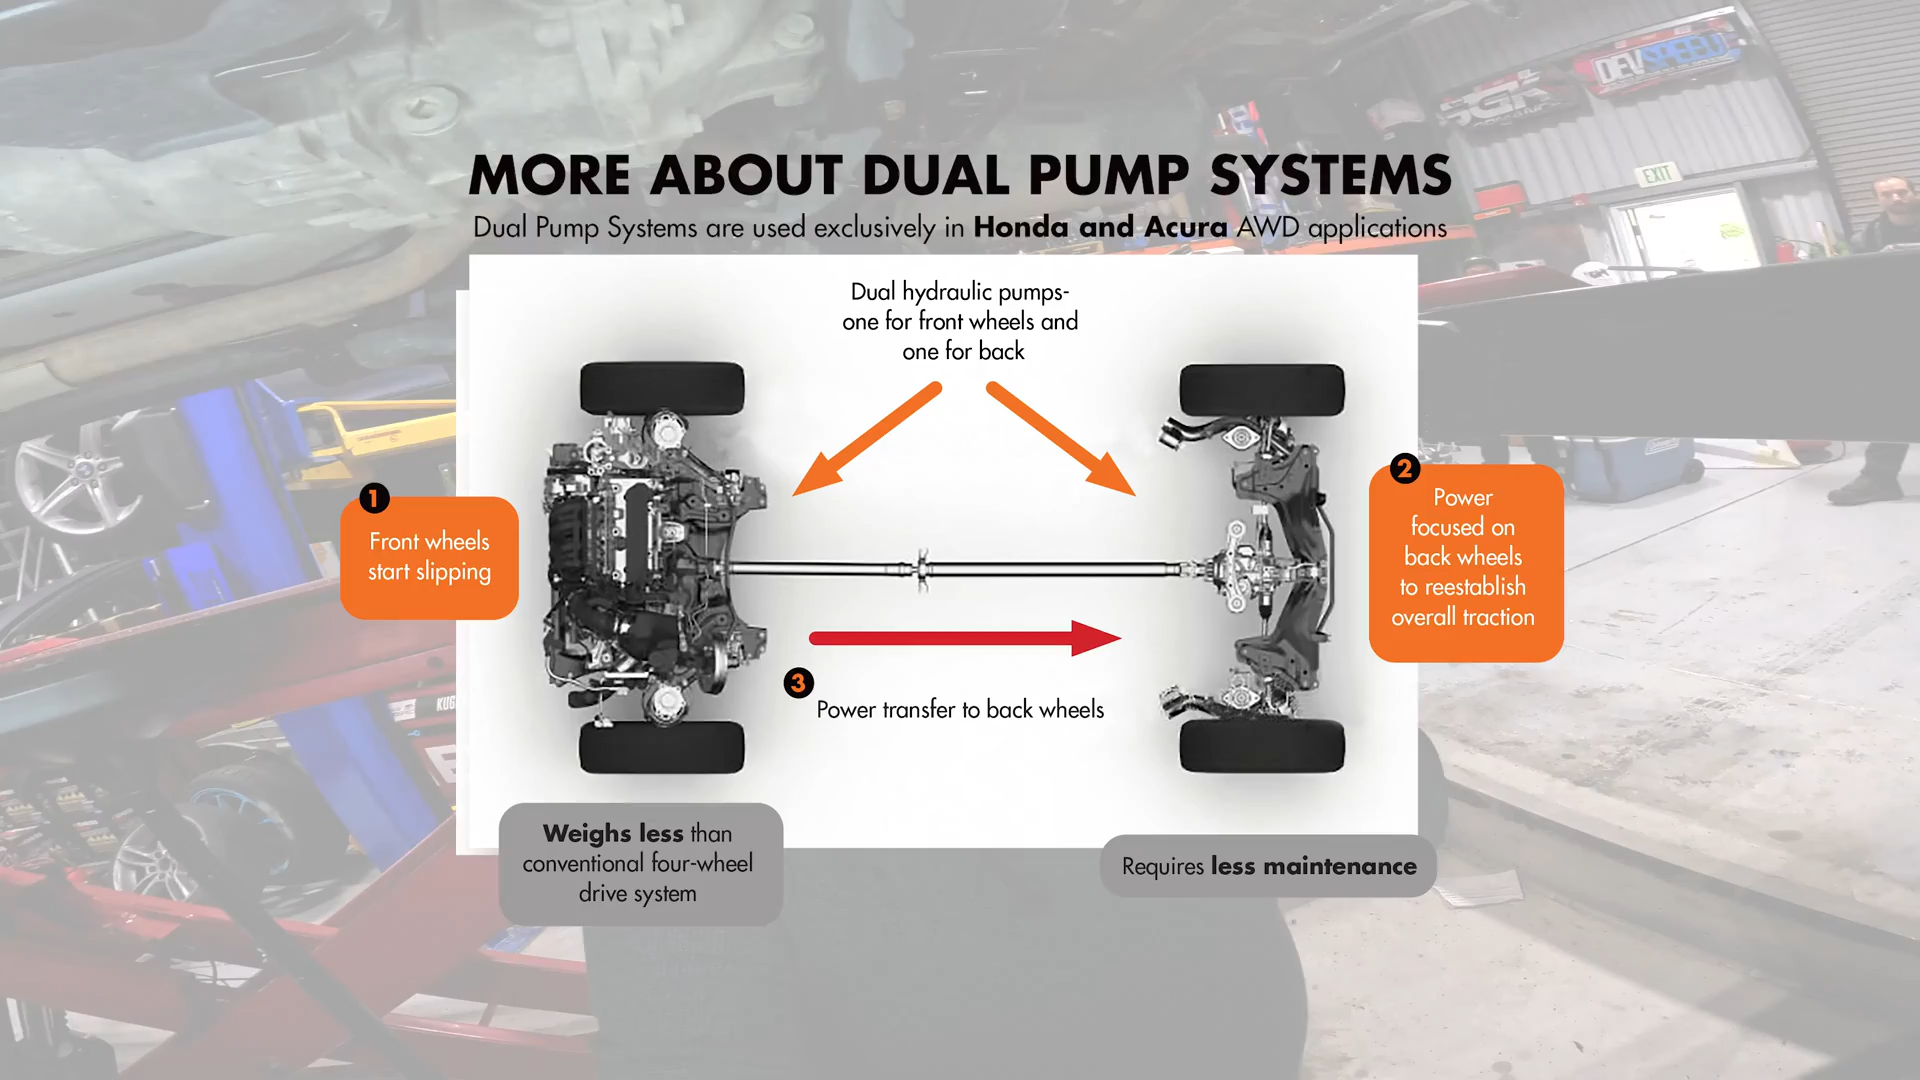 DEVSPEED
EXIT
MORE ABOUT DUAL PUMP SYSTEMS
Dual Pump Systems are used exclusively in Honda and Acura AWD applications
Dual hydraulic pumps-
one for front wheels and
one for back
1
Front wheels
start slipping
2
Power
focused on
back wheels
to reestablish
overall traction
3
Power transfer to back wheels
Weighs less than
conventional four-wheel
drive system
Requires less maintenance